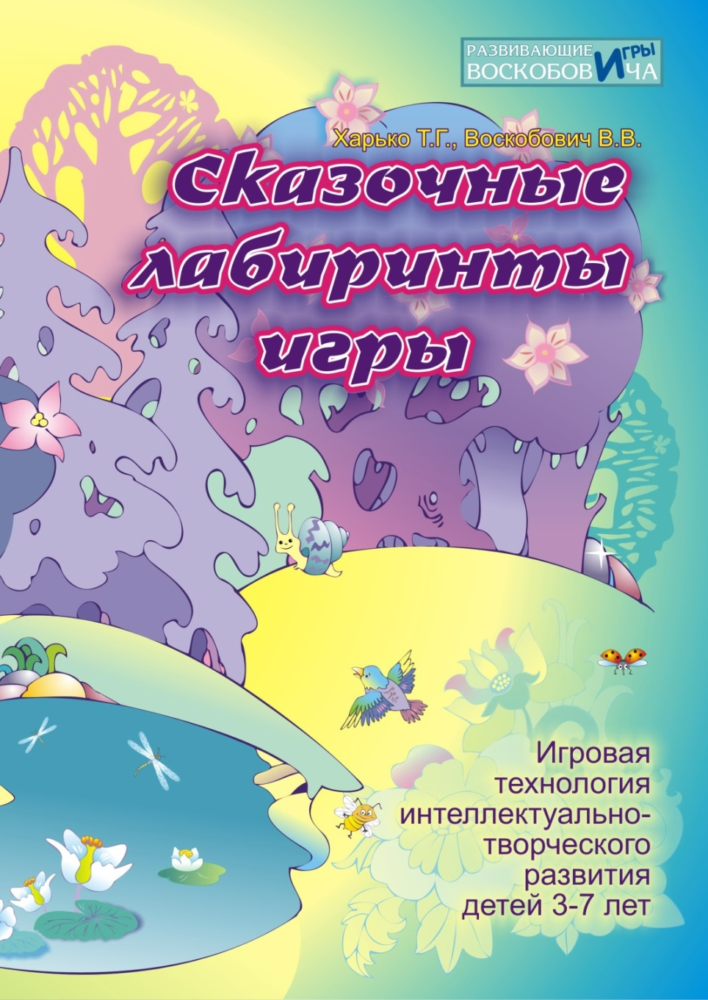 РАЗВИВАЮЩИЕ ИГРЫ
ВОСКОБОВИЧА
Харько Т.Г., Воскобович В.В.
Сказочные
лабиринты
игры
Игровая
технология
интеллектуально-
творческого
развития
детей 3-7 лет